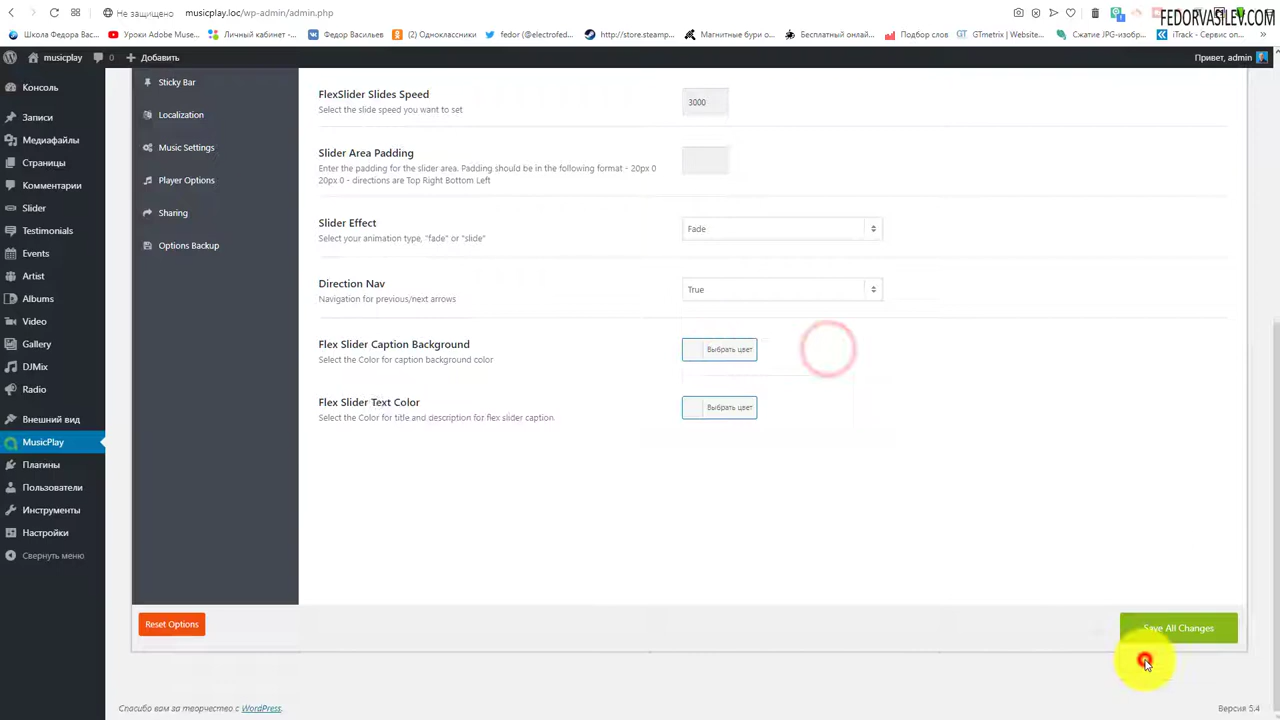 Не защищено musicplay.loc/wp-admin/admin.php
FEDORVASILEV.COM
Школа Федора Вас... Уроки Adobe Muse... Личный кабинет -... Федор Васильев (2) Одноклассники fedor (@electrofed... http://store.steamp... Магнитные бури о... Бесплатный онлай... Подбор слов GTmetrix | Website... Сжатие JPG-изобр... iTrack - Сервис оп...
musicplay 0 Добавить Привет, admin
Консоль
Записи
Медиафайлы
Страницы
Комментарии
Slider
Testimonials
Events
Artist
Albums
Video
Gallery
DJMix
Radio
Внешний вид
MusicPlay
Плагины
Пользователи
Инструменты
Настройки
Свернуть меню
Sticky Bar
Localization
Music Settings
Player Options
Sharing
Options Backup
FlexSlider Slides Speed
Select the slide speed you want to set
3000
Slider Area Padding
Enter the padding for the slider area. Padding should be in the following format - 20px 0
20px 0 - directions are Top Right Bottom Left
Slider Effect
Select your animation type, "fade" or "slide"
Fade
Direction Nav
Navigation for previous/next arrows
True
Flex Slider Caption Background
Select the Color for caption background color
Выбрать цвет
Flex Slider Text Color
Select the Color for title and description for flex slider caption.
Выбрать цвет
Reset Options
Save All Changes
Спасибо вам за творчество с WordPress.
Версия 5.4